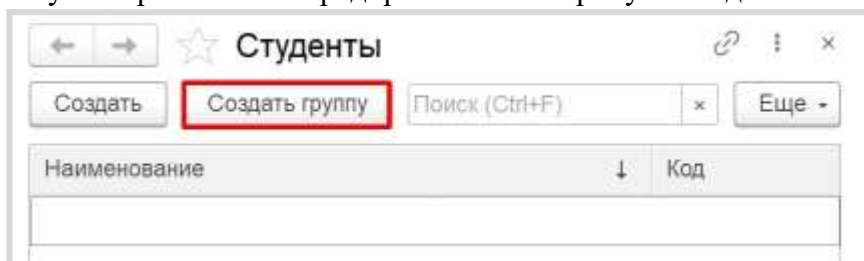 Студенты
Создать Создать группу Поиск (Ctrl+F) × Еще
Наименование ↓ Код